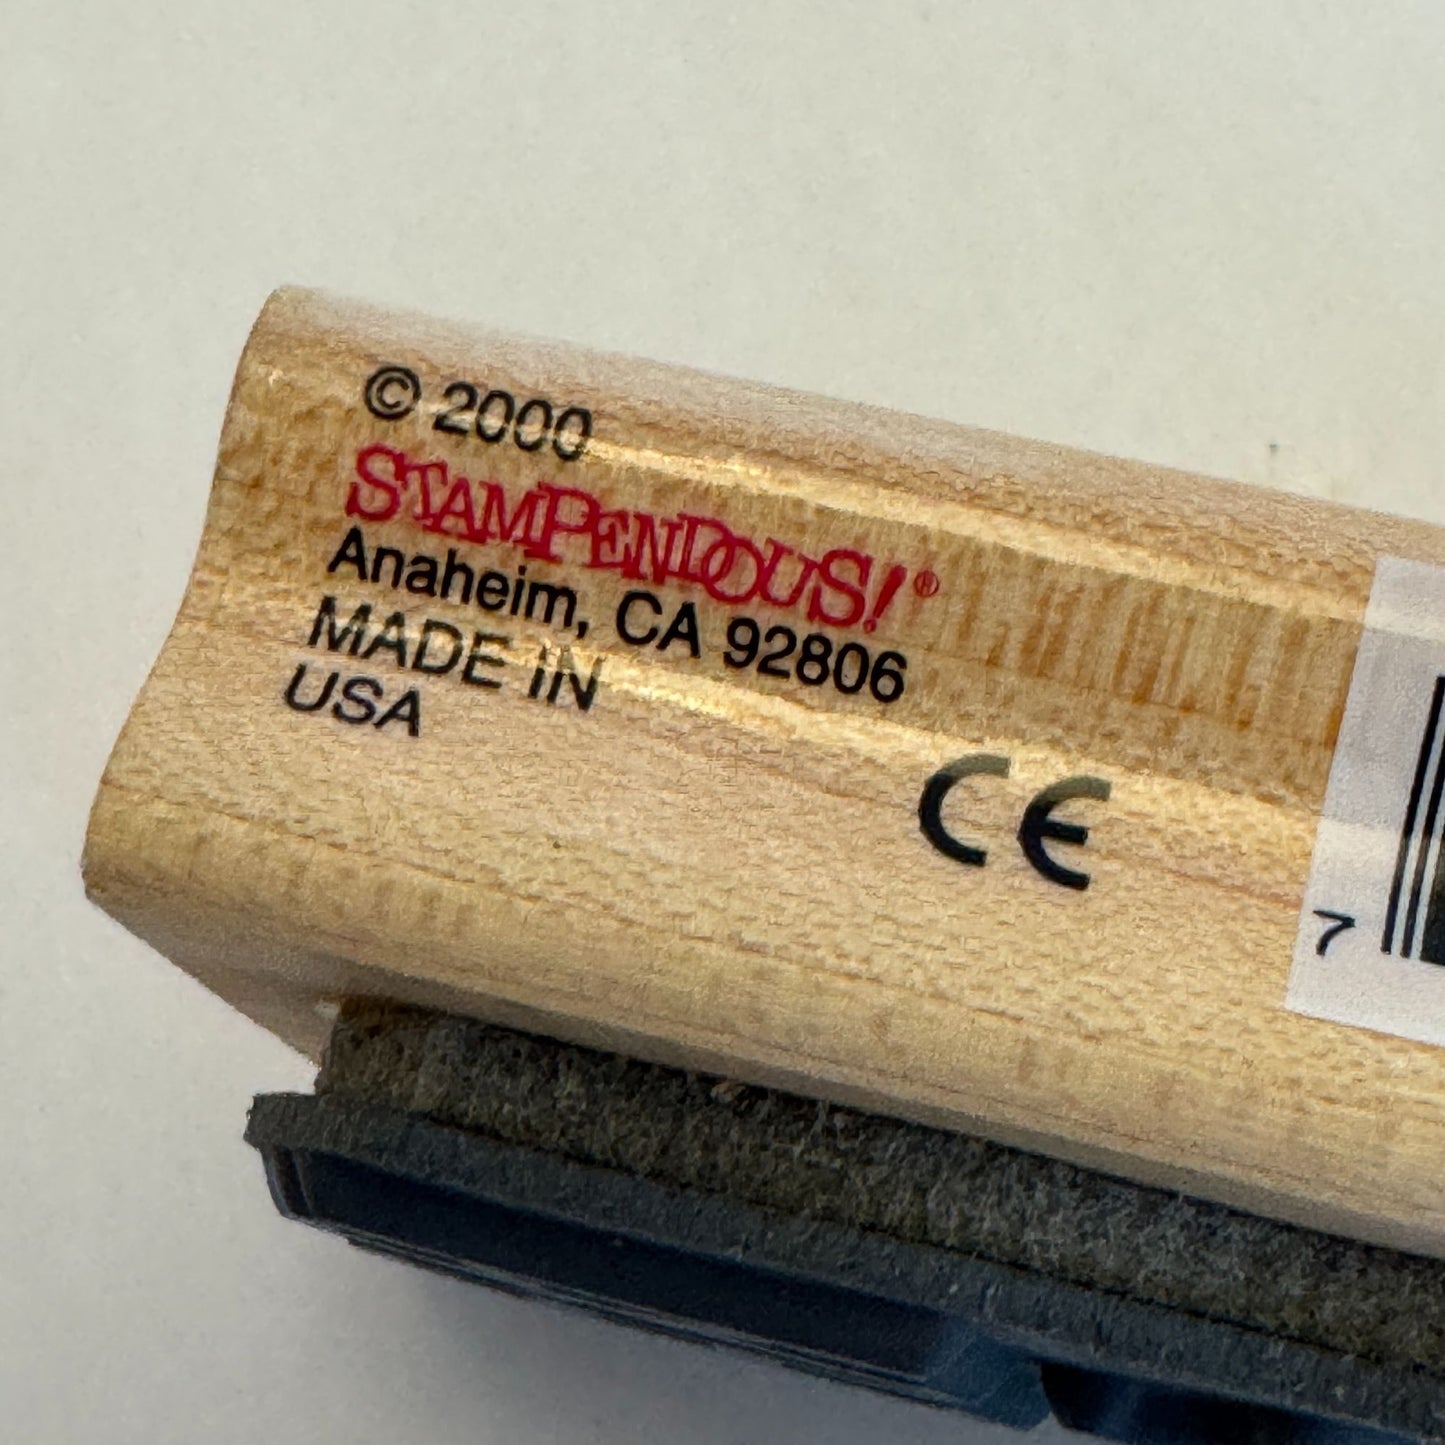 © 2000
STAMPENDOUS!®
Anaheim, CA 92806
MADE IN
USA
CE
7